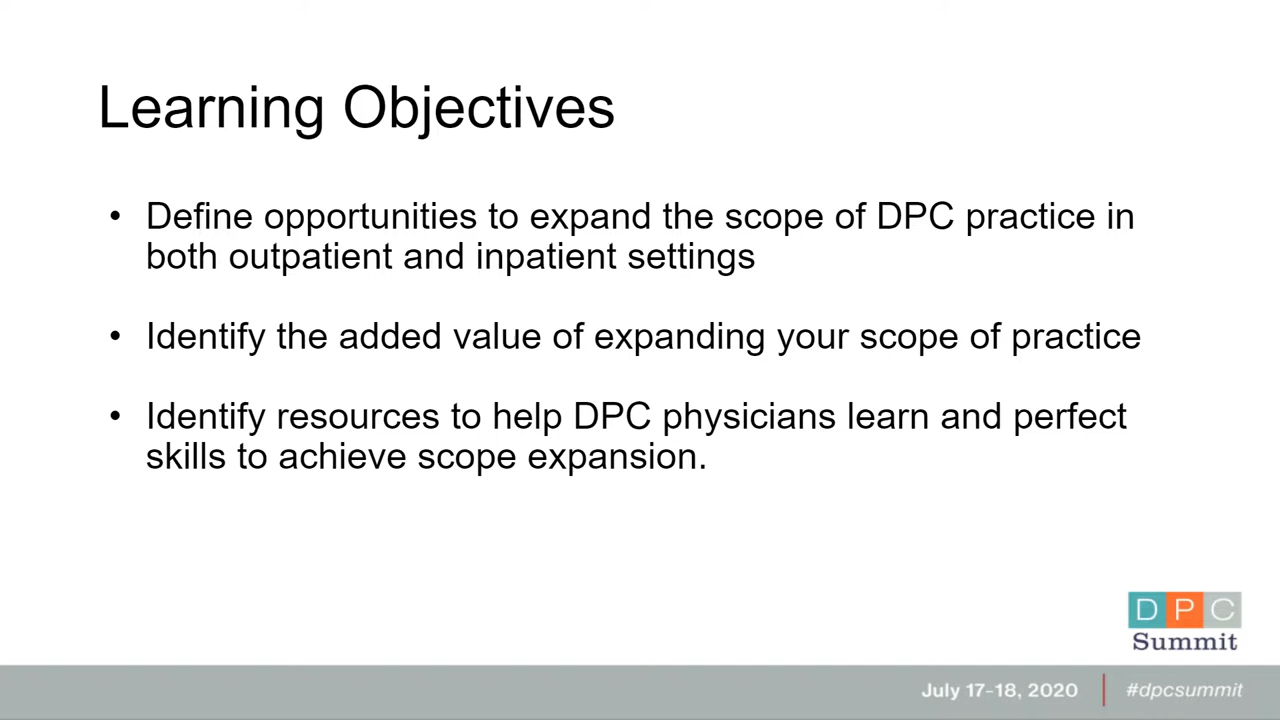 Learning Objectives
• Define opportunities to expand the scope of DPC practice in
both outpatient and inpatient settings
• Identify the added value of expanding your scope of practice
• Identify resources to help DPC physicians learn and perfect
skills to achieve scope expansion.
D P C
Summit
July 17-18, 2020 | #dpcsummit